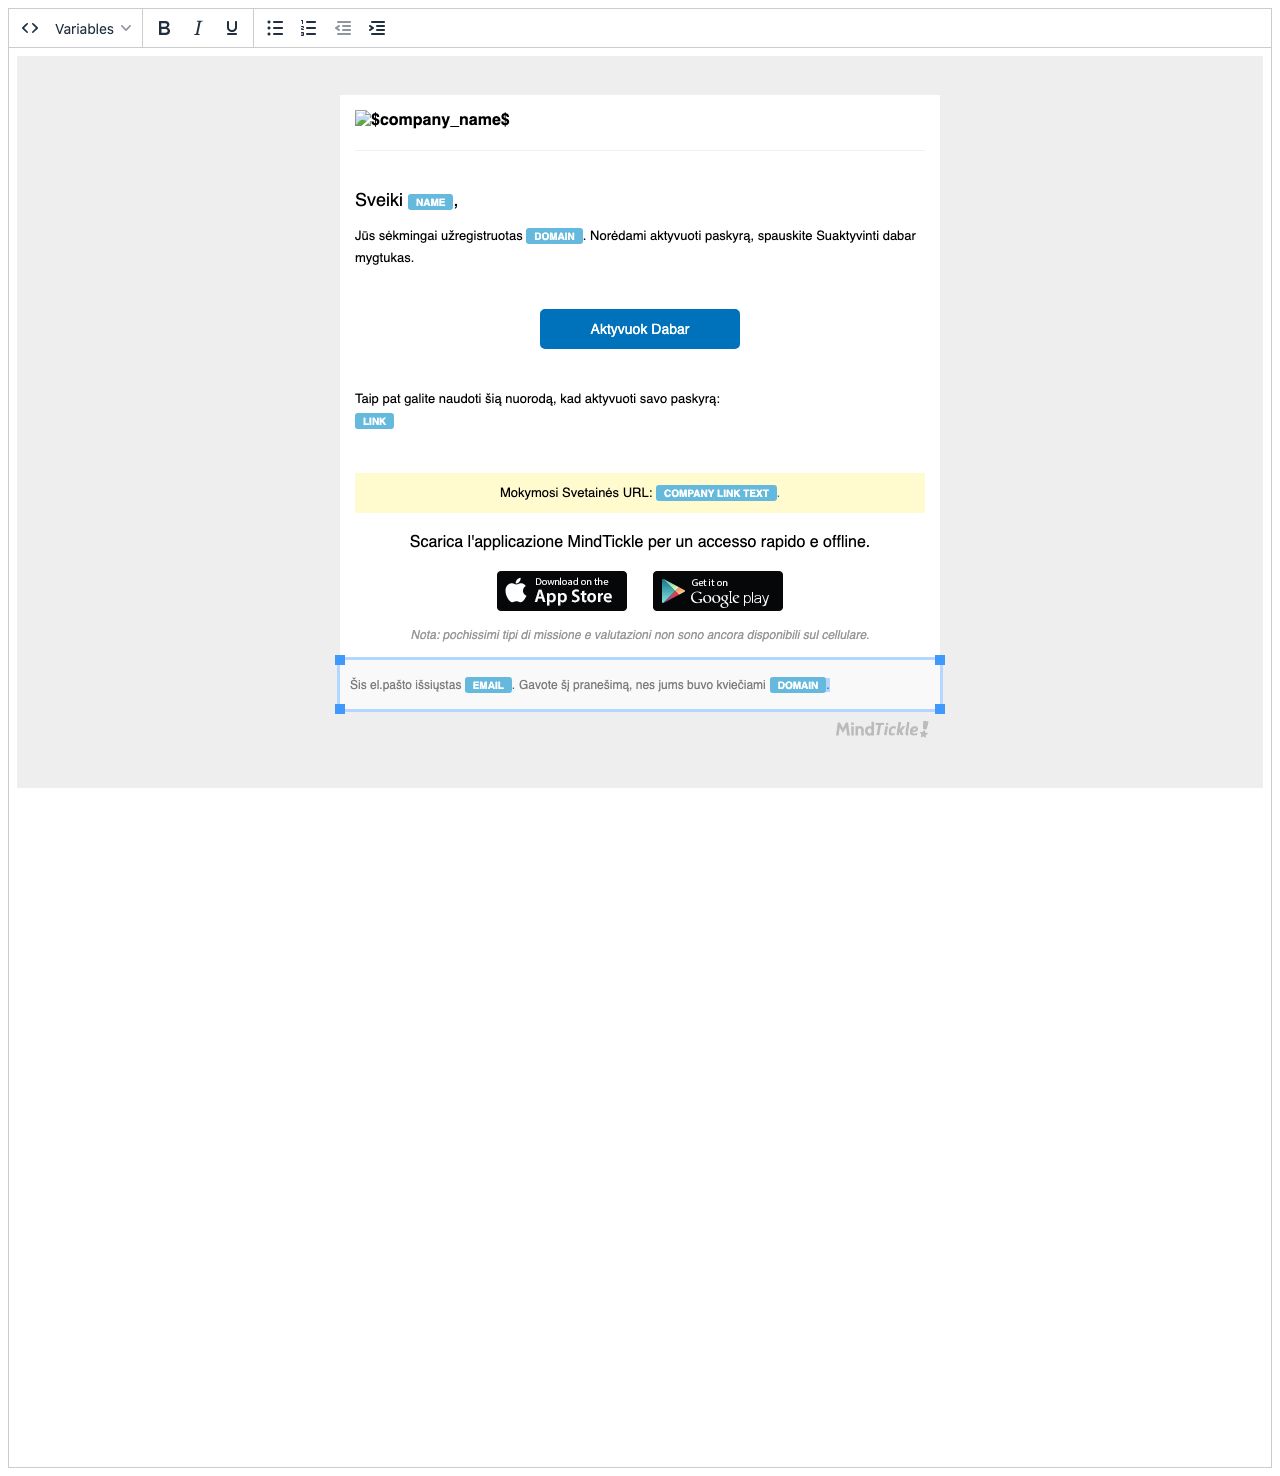 Variables
$company_name$
Sveiki NAME,
Jūs sėkmingai užregistruotas DOMAIN. Norėdami aktyvuoti paskyrą, spauskite Suaktyvinti dabar
mygtukas.
Aktyvuok Dabar
Taip pat galite naudoti šią nuorodą, kad aktyvuoti savo paskyrą:
LINK
Mokymosi Svetainės URL: COMPANY LINK TEXT.
Scarica l'applicazione MindTickle per un accesso rapido e offline.
Download on the
App Store
Get it on
Google play
Nota: pochissimi tipi di missione e valutazioni non sono ancora disponibili sul cellulare.
Šis el.pašto išsiųstas EMAIL. Gavote šį pranešimą, nes jums buvo kviečiami DOMAIN.
MindTickle!